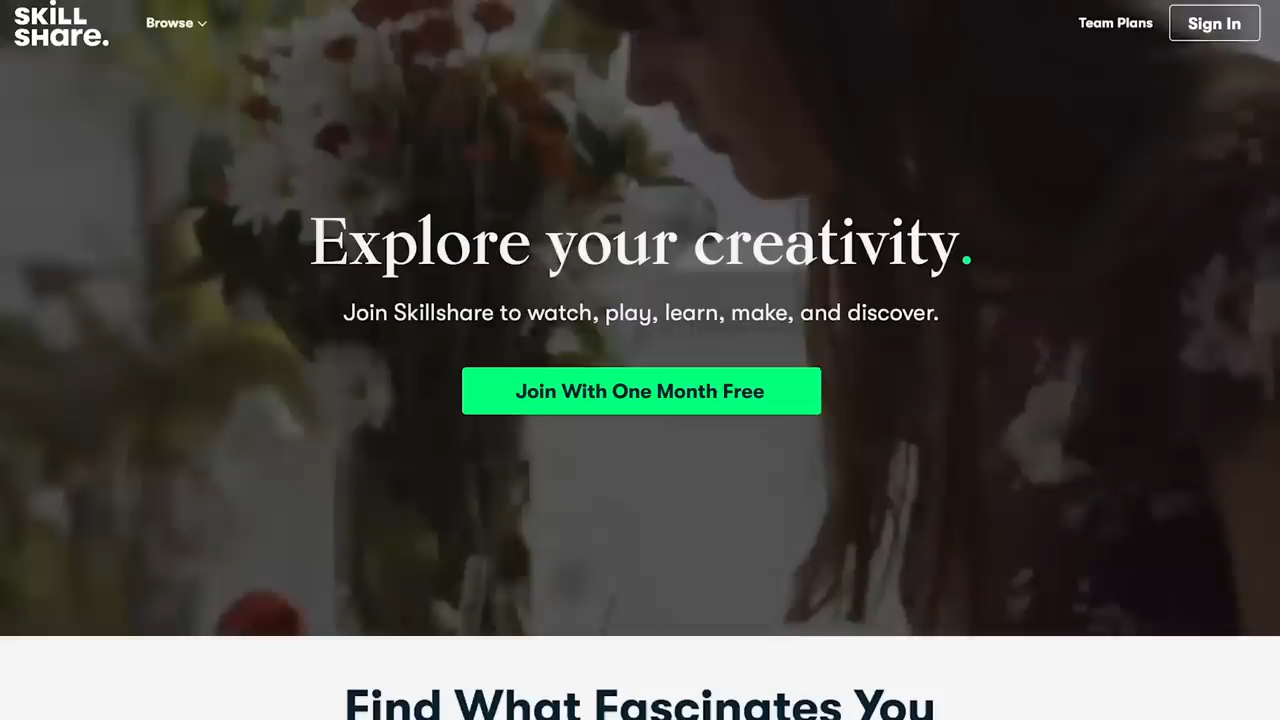 SKiLL
SHare.
Browse
Team Plans
Sign In
Explore your creativity.
Join Skillshare to watch, play, learn, make, and discover.
Join With One Month Free
Find What Fascinates You